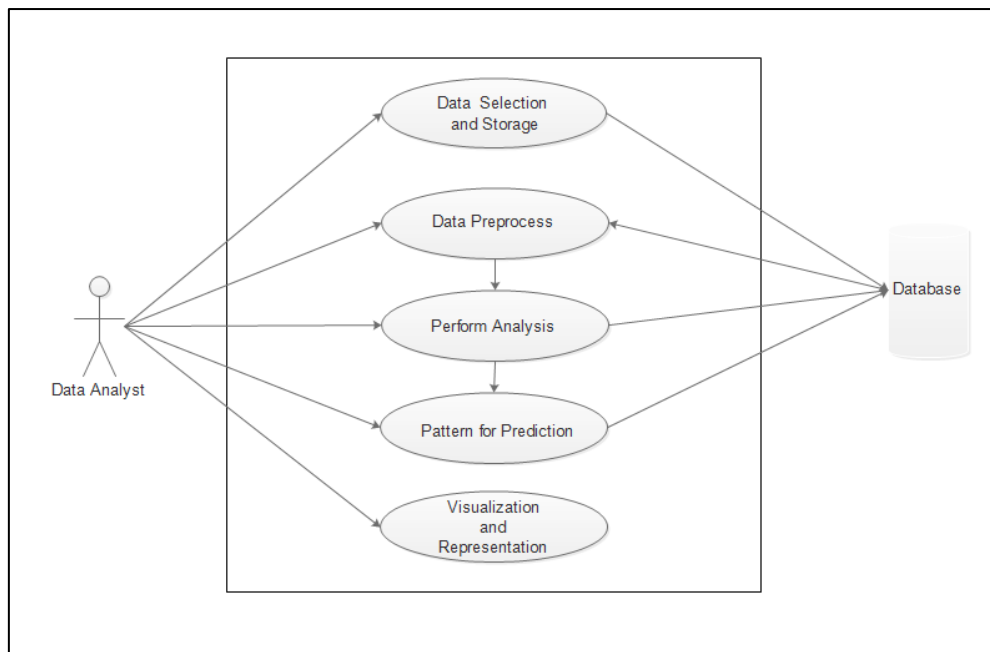 Data Selection
and Storage
Data Preprocess
Perform Analysis
Pattern for Prediction
Visualization
and
Representation
Data Analyst
Database